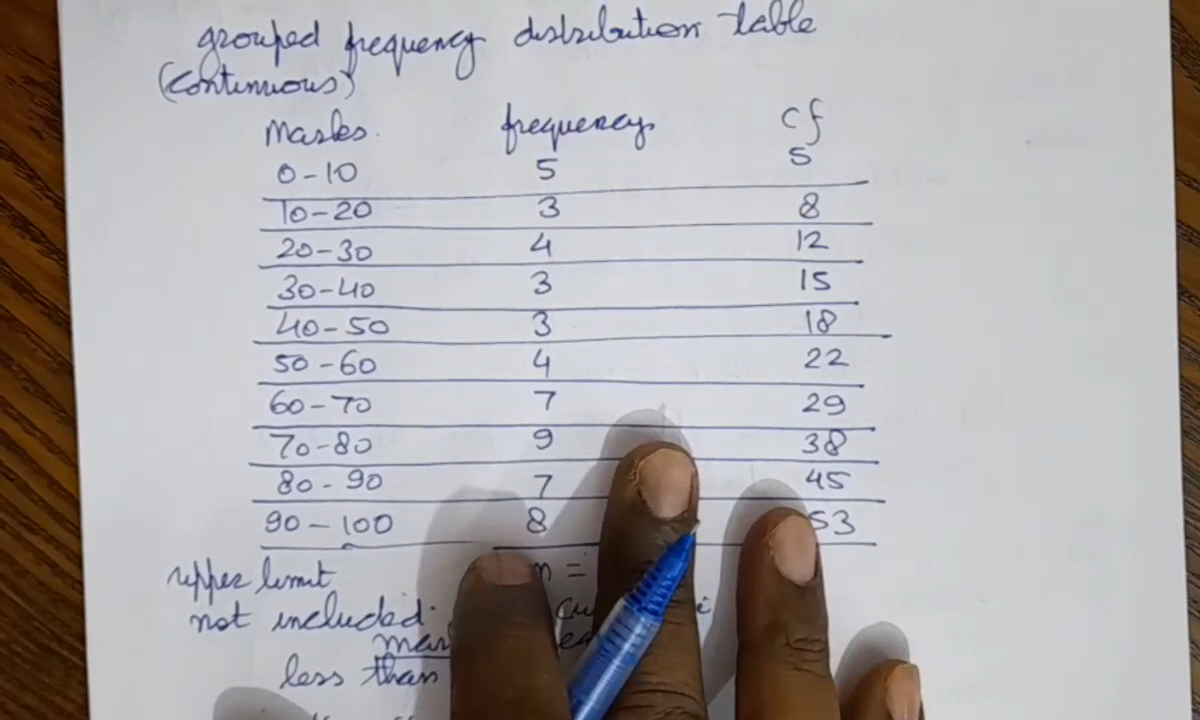 grouped frequency distribution table
(Continuous)
Marks. frequency cf
0-10 5 5
10-20 3 8
20-30 4 12
30-40 3 15
40-50 3 18
50-60 4 22
60-70 7 29
70-80 9 38
80-90 7 45
90-100 8 53
upper limit n =
not included.
less than